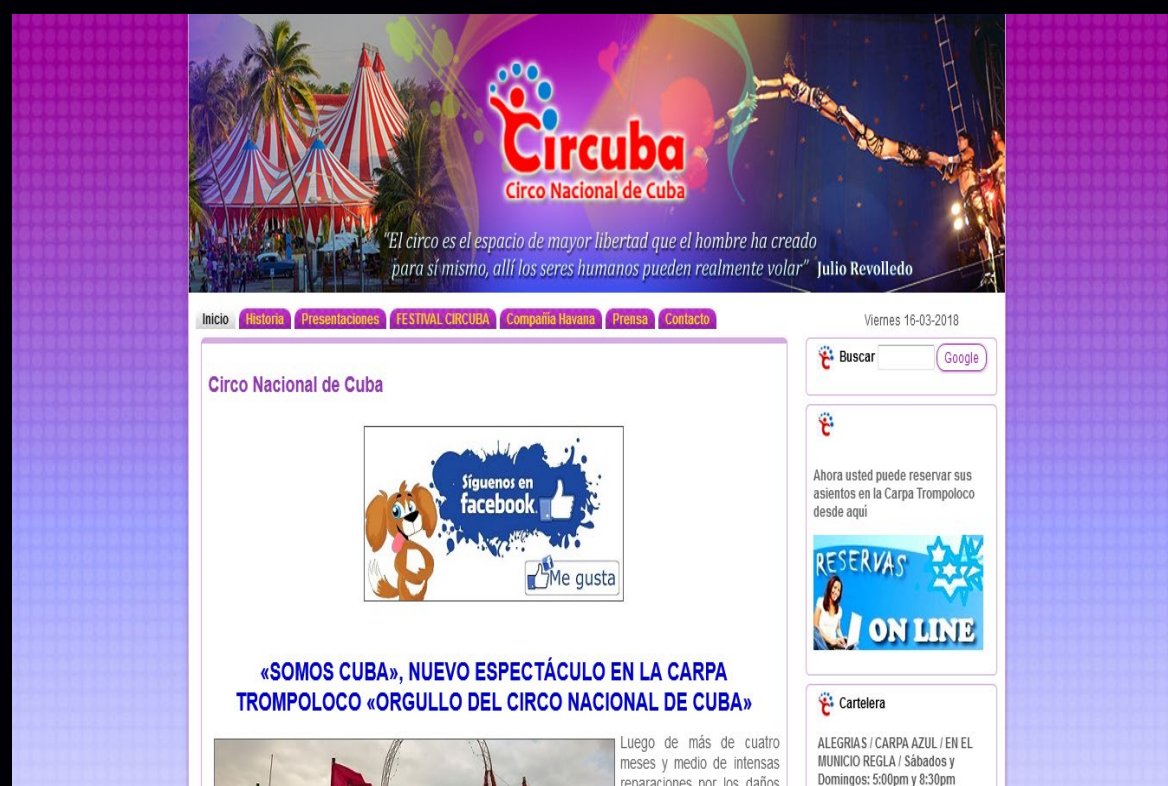 Circuba
Circo Nacional de Cuba
"El circo es el espacio de mayor libertad que el hombre ha creado
para sí mismo, allí los seres humanos pueden realmente volar" Julio Revolledo
Inicio Historia Presentaciones FESTIVAL CIRCUBA Compañia Havana Prensa Contacto
Viernes 16-03-2018
Circo Nacional de Cuba
Síguenos en
facebook.
Me gusta
«SOMOS CUBA», NUEVO ESPECTÁCULO EN LA CARPA
TROMPOLOCO «ORGULLO DEL CIRCO NACIONAL DE CUBA»
Luego de más de cuatro
meses y medio de intensas
reparaciones por los daños
Buscar Google
Ahora usted puede reservar sus
asientos en la Carpa Trompoloco
desde aqui
RESERVAS
ON LINE
Cartelera
ALEGRIAS / CARPA AZUL / EN EL
MUNICIO REGLA / Sábados y
Domingos: 5:00pm y 8:30pm